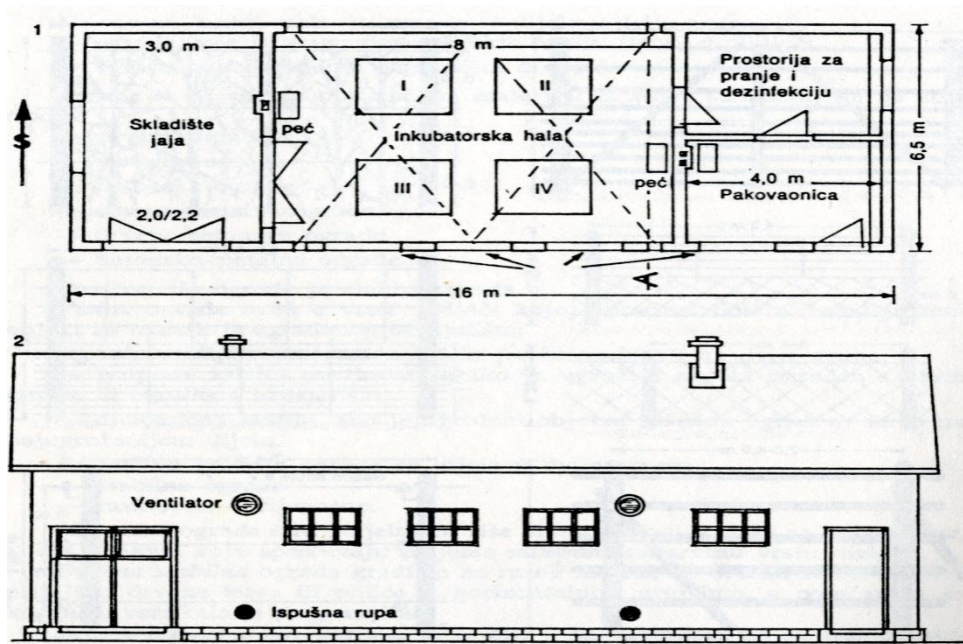 1
3,0 m
8 m
Prostorija za
pranje i
dezinfekciju
I
II
S
Skladište
jaja
peć
Inkubatorska hala
6,5 m
III
IV
peć
4,0 m
Pakovaonica
2,0/2,2
A
16 m
2
Ventilator
Ispušna rupa